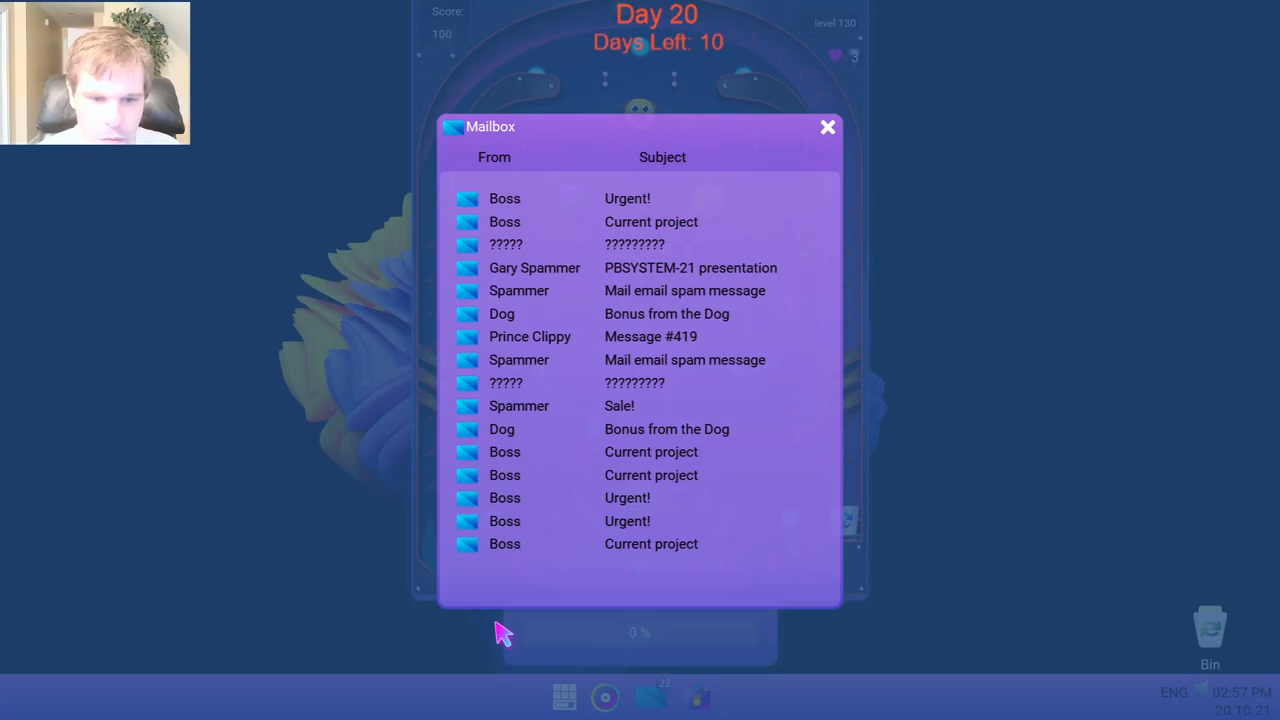 Score:
100
Day 20
Days Left: 10
level 130
3
Mailbox
From Subject
Boss Urgent!
Boss Current project
????? ?????????
Gary Spammer PBSYSTEM-21 presentation
Spammer Mail email spam message
Dog Bonus from the Dog
Prince Clippy Message #419
Spammer Mail email spam message
????? ?????????
Spammer Sale!
Dog Bonus from the Dog
Boss Current project
Boss Current project
Boss Urgent!
Boss Urgent!
Boss Current project
0 %
Bin
22
ENG 02:57 PM
20.10.21